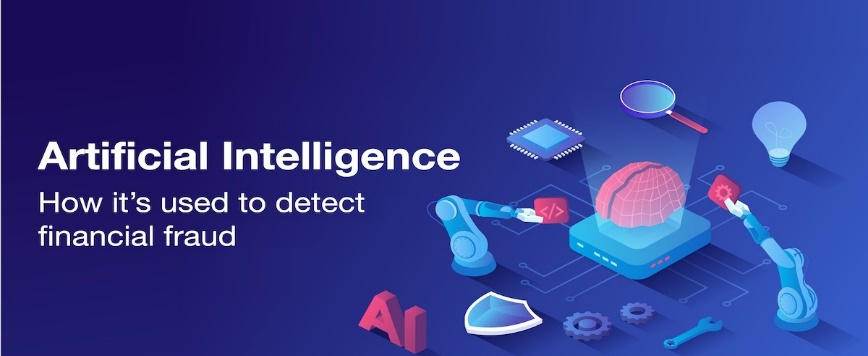 Artificial Intelligence
How it’s used to detect
financial fraud
</>
AI